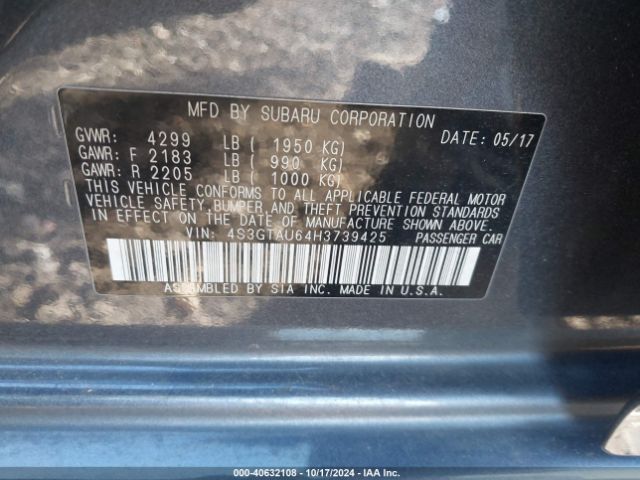 MFD BY SUBARU CORPORATION
GVWR: 4299 LB ( 1950 KG) DATE: 05/17
GAWR: F 2183 LB ( 990 KG)
GAWR: R 2205 LB ( 1000 KG)
THIS VEHICLE CONFORMS TO ALL APPLICABLE FEDERAL MOTOR
VEHICLE SAFETY, BUMPER, AND THEFT PREVENTION STANDARDS
IN EFFECT ON THE DATE OF MANUFACTURE SHOWN ABOVE.
VIN: 4S3GTAU64H3739425 PASSENGER CAR
ASSEMBLED BY SIA INC. MADE IN U.S.A.
000-40632108 - 10/17/2024 - IAA Inc.